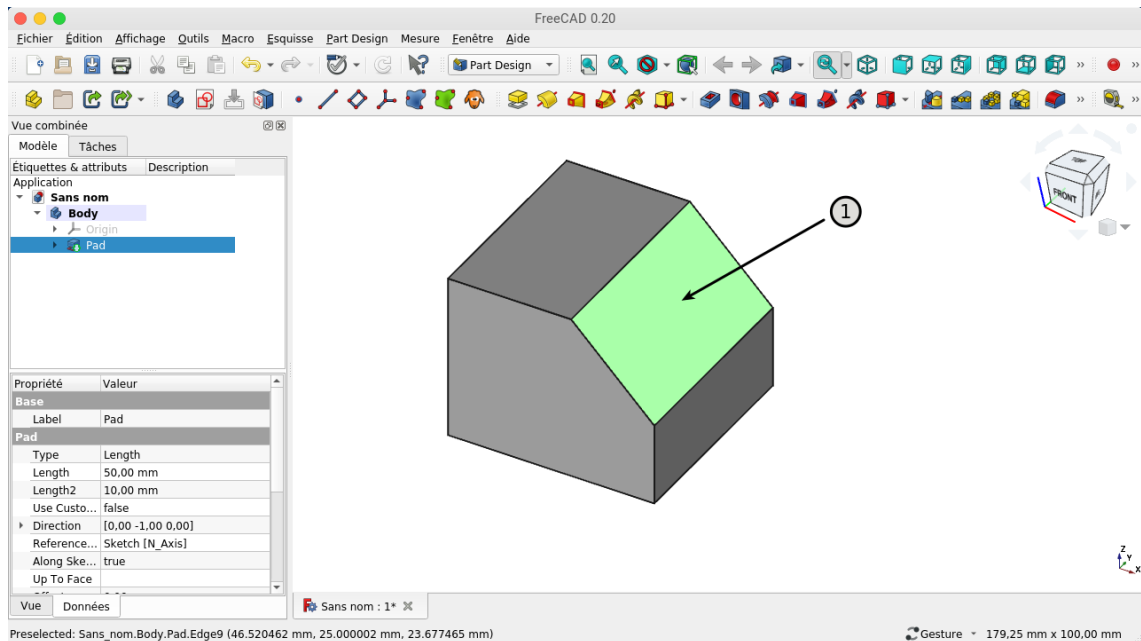 FreeCAD 0.20
Fichier Édition Affichage Outils Macro Esquisse Part Design Mesure Fenêtre Aide
Part Design
Vue combinée
Modèle Tâches
Étiquettes & attributs Description
Application
Sans nom
Body
Origin
Pad
1
TOP
FRONT
Propriété Valeur
Base
Label Pad
Pad
Type Length
Length 50,00 mm
Length2 10,00 mm
Use Custo... false
Direction [0,00 -1,00 0,00]
Reference... Sketch [N_Axis]
Along Ske... true
Up To Face
Z
Y
X
Vue Données
Sans nom : 1*
Preselected: Sans_nom.Body.Pad.Edge9 (46.520462 mm, 25.000002 mm, 23.677465 mm)
Gesture 179,25 mm x 100,00 mm